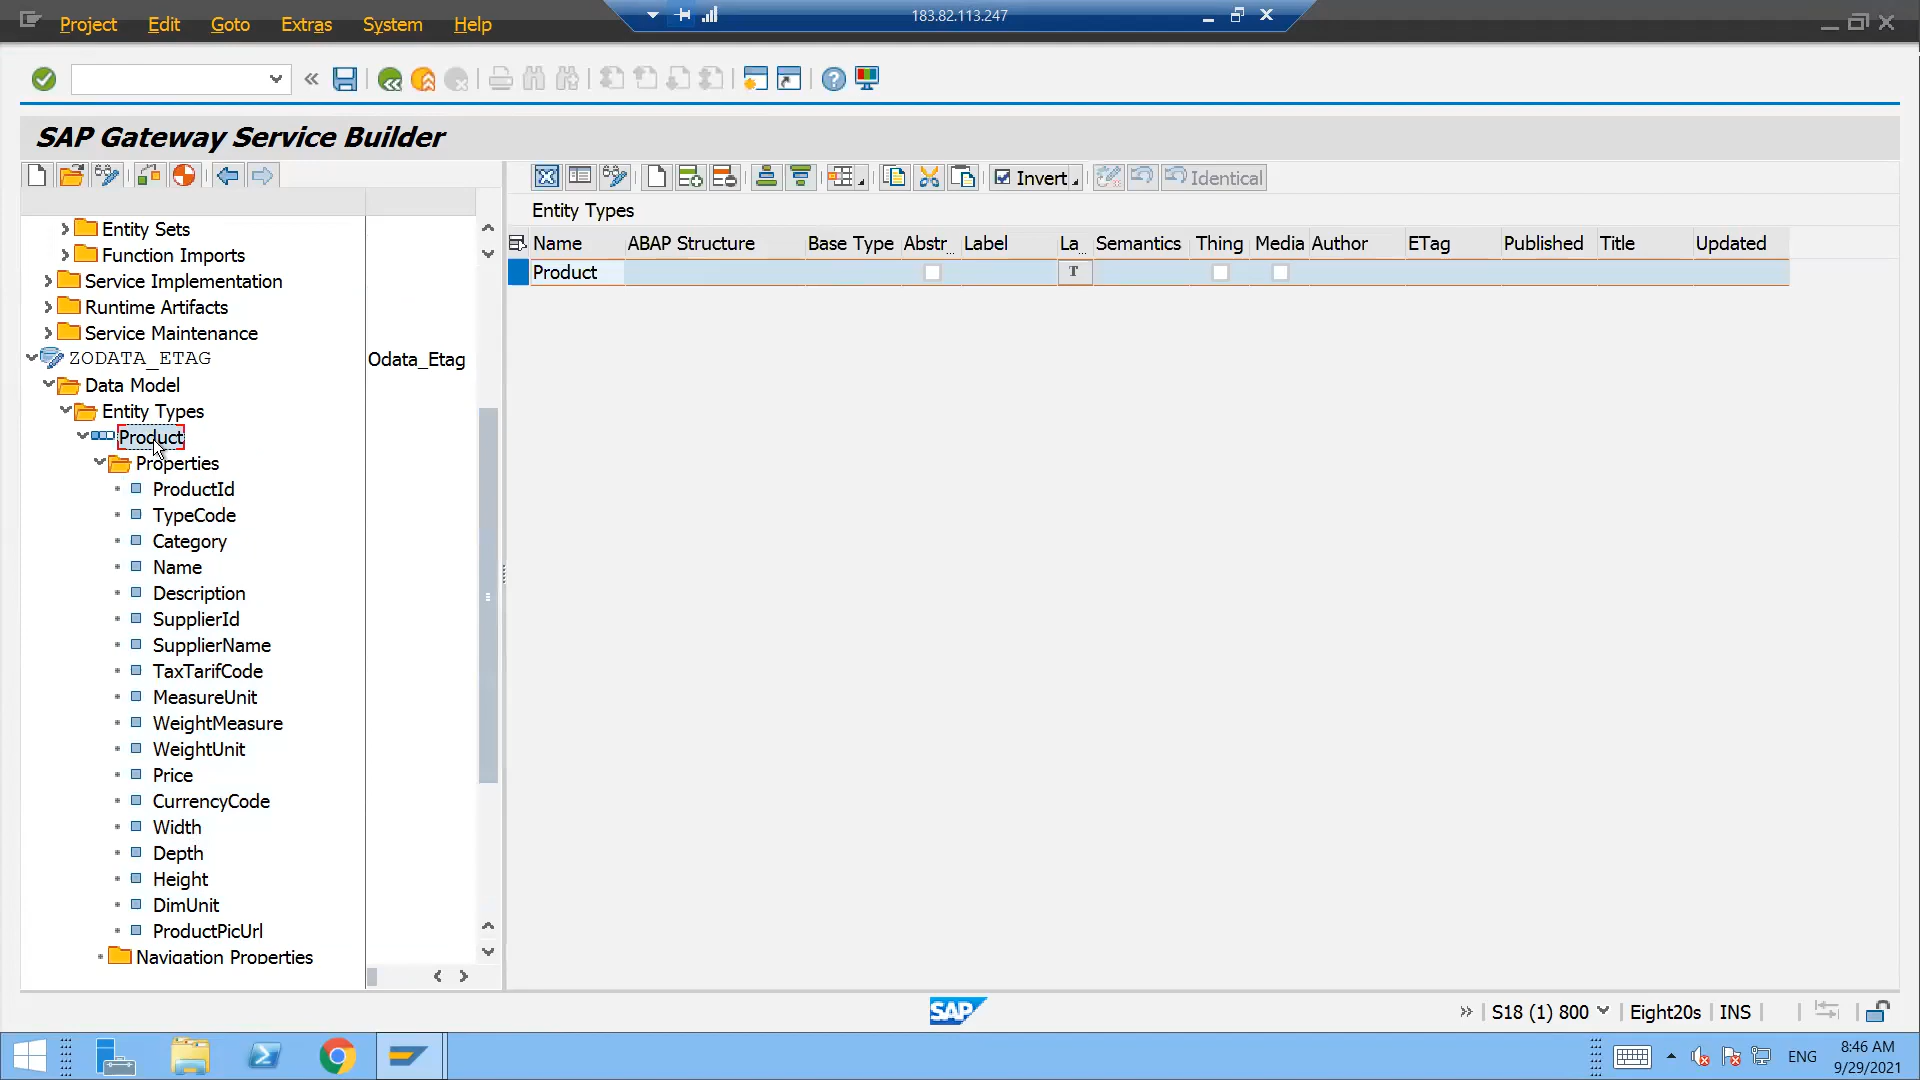 Project Edit Goto Extras System Help
183.82.113.247
SAP Gateway Service Builder
Invert
Identical
Entity Types
Name ABAP Structure Base Type Abstr.. Label La.. Semantics Thing Media Author ETag Published Title Updated
Product T
Entity Sets
Function Imports
Service Implementation
Runtime Artifacts
Service Maintenance
ZODATA_ETAG Odata_Etag
Data Model
Entity Types
Product
Properties
ProductId
TypeCode
Category
Name
Description
SupplierId
SupplierName
TaxTarifCode
MeasureUnit
WeightMeasure
WeightUnit
Price
CurrencyCode
Width
Depth
Height
DimUnit
ProductPicUrl
Navigation Properties
SAP
S18 (1) 800 Eight20s INS
ENG
8:46 AM
9/29/2021